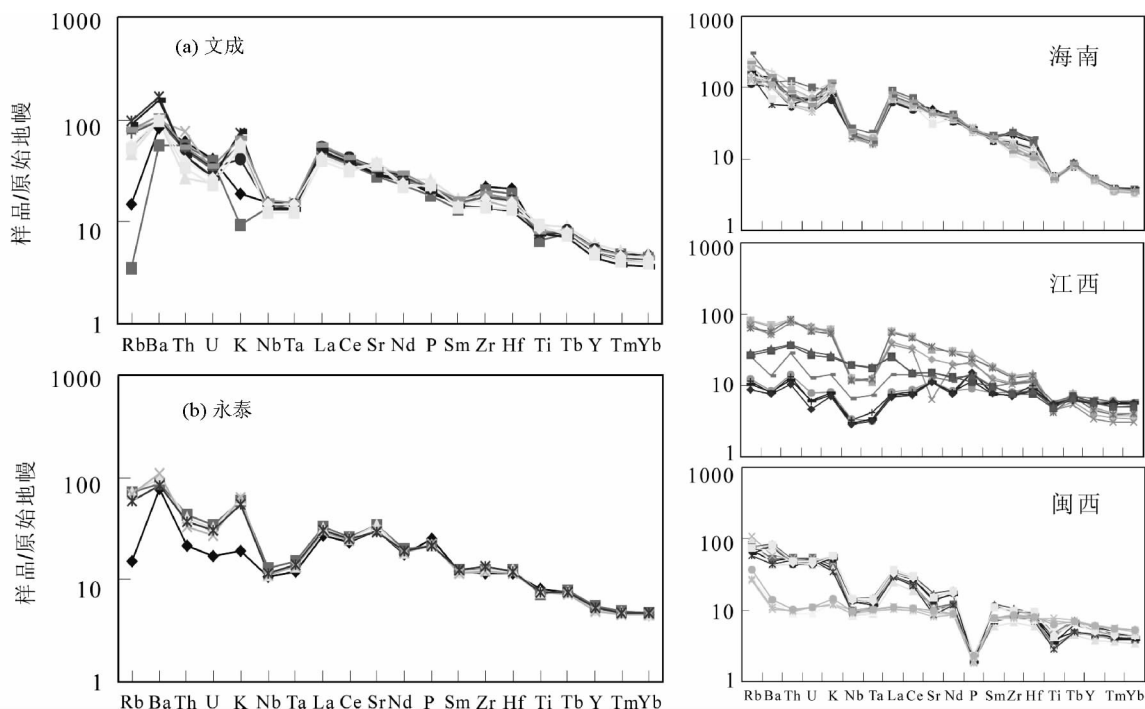 1000
(a) 文成
100
10
1
样品/原始地幔
Rb Ba Th U K Nb Ta La Ce Sr Nd P Sm Zr Hf Ti Tb Y Tm Yb
1000
(b) 永泰
100
10
1
样品/原始地幔
Rb Ba Th U K Nb Ta La Ce Sr Nd P Sm Zr Hf Ti Tb Y Tm Yb
1000
海南
100
10
1
1000
江西
100
10
1
1000
闽西
100
10
1
Rb Ba Th U K Nb Ta La Ce Sr Nd P Sm Zr Hf Ti Tb Y Tm Yb